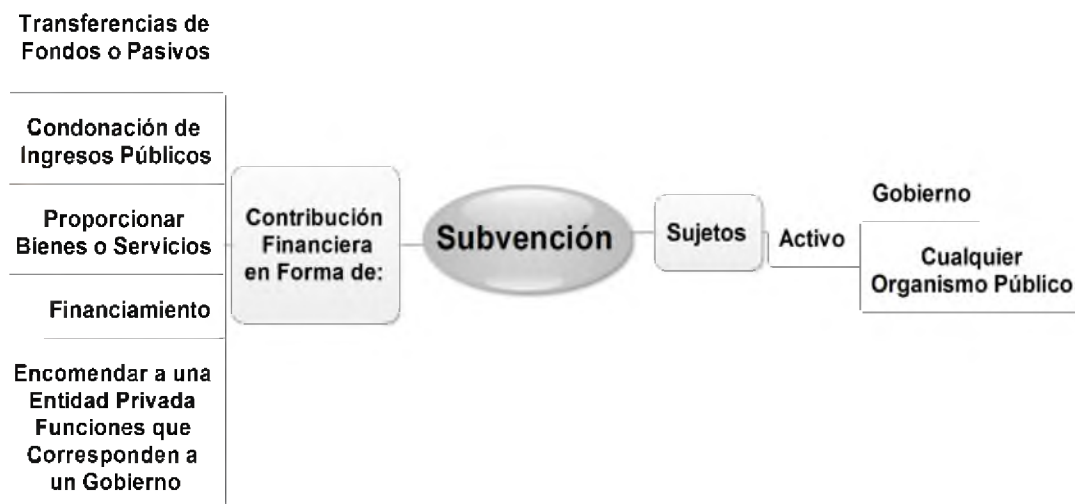 Transferencias de
Fondos o Pasivos
Condonación de
Ingresos Públicos
Proporcionar
Bienes o Servicios
Financiamiento
Encomendar a una
Entidad Privada
Funciones que
Corresponden a
un Gobierno
Contribución
Financiera
en Forma de:
Subvención
Sujetos
Activo
Gobierno
Cualquier
Organismo Público